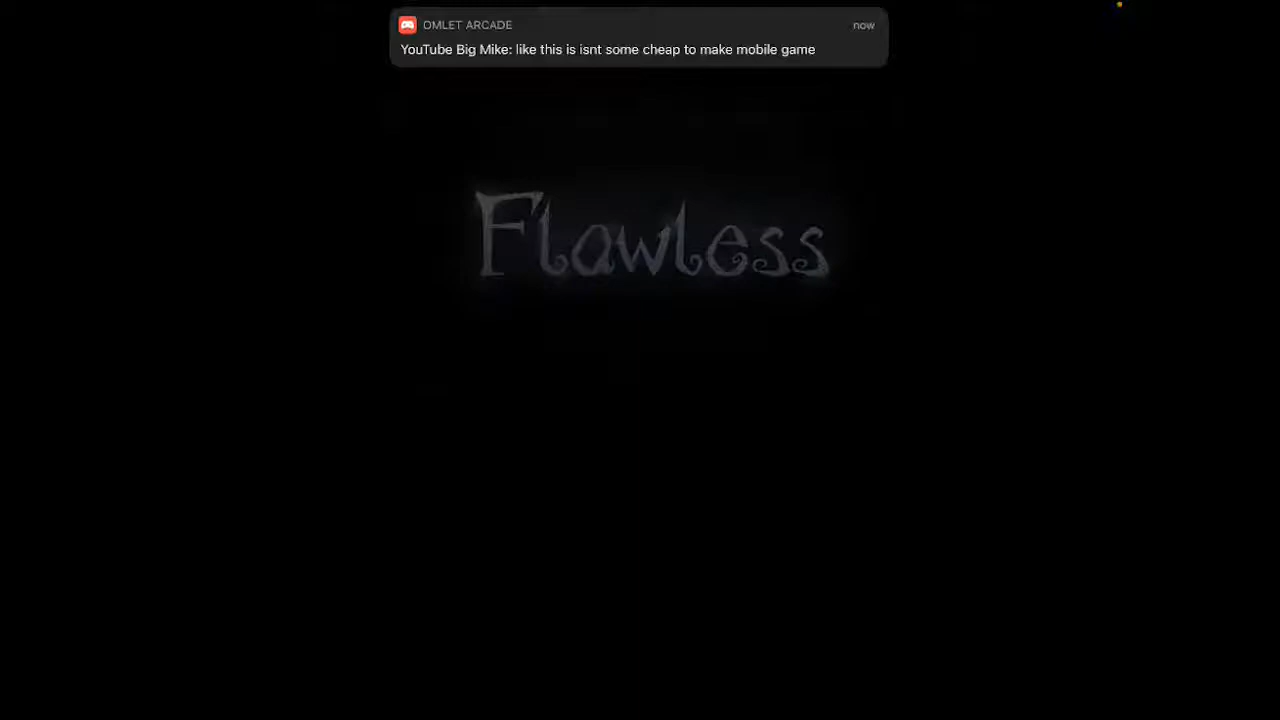 OMLET ARCADE now
YouTube Big Mike: like this is isnt some cheap to make mobile game
Flawless